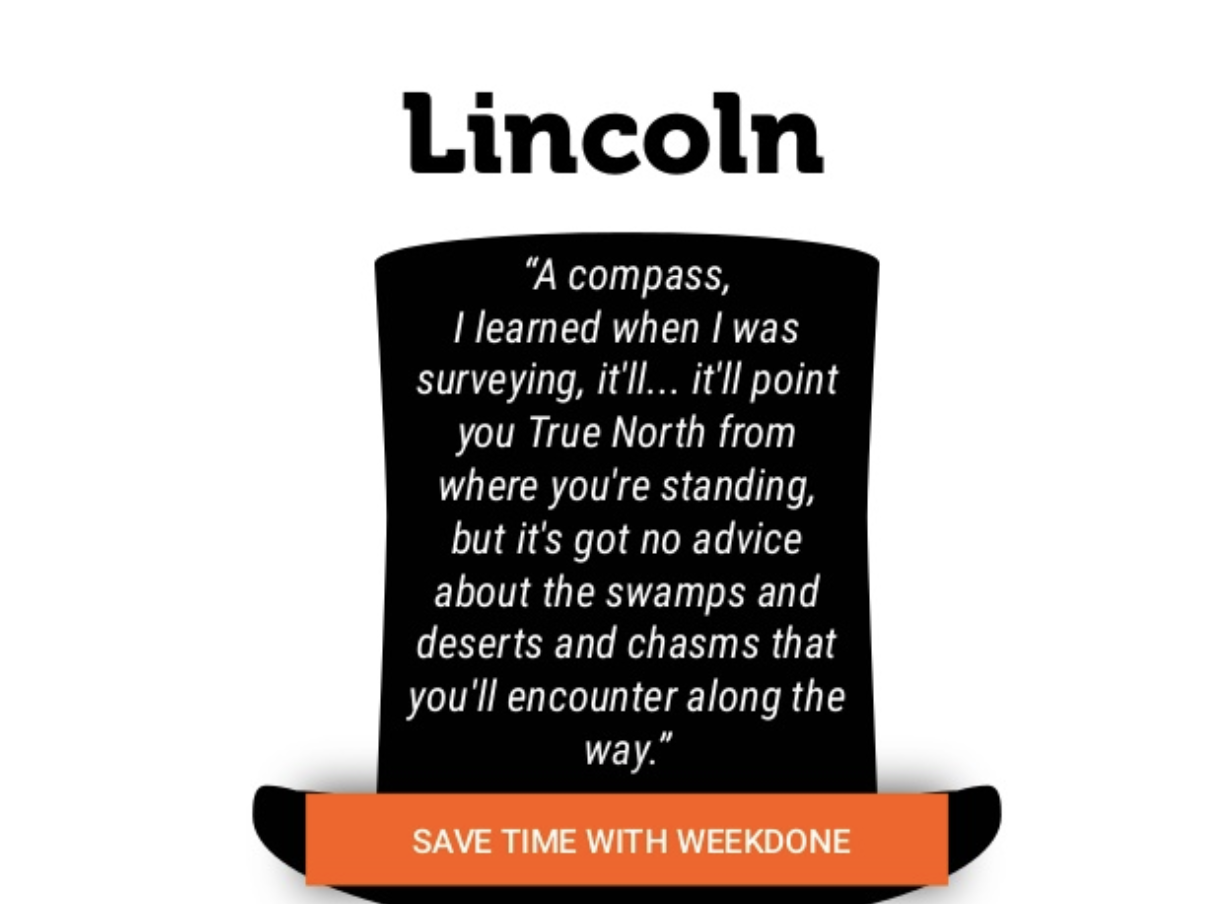 Lincoln
“A compass,
I learned when I was
surveying, it'll... it'll point
you True North from
where you're standing,
but it's got no advice
about the swamps and
deserts and chasms that
you'll encounter along the
way.”
SAVE TIME WITH WEEKDONE